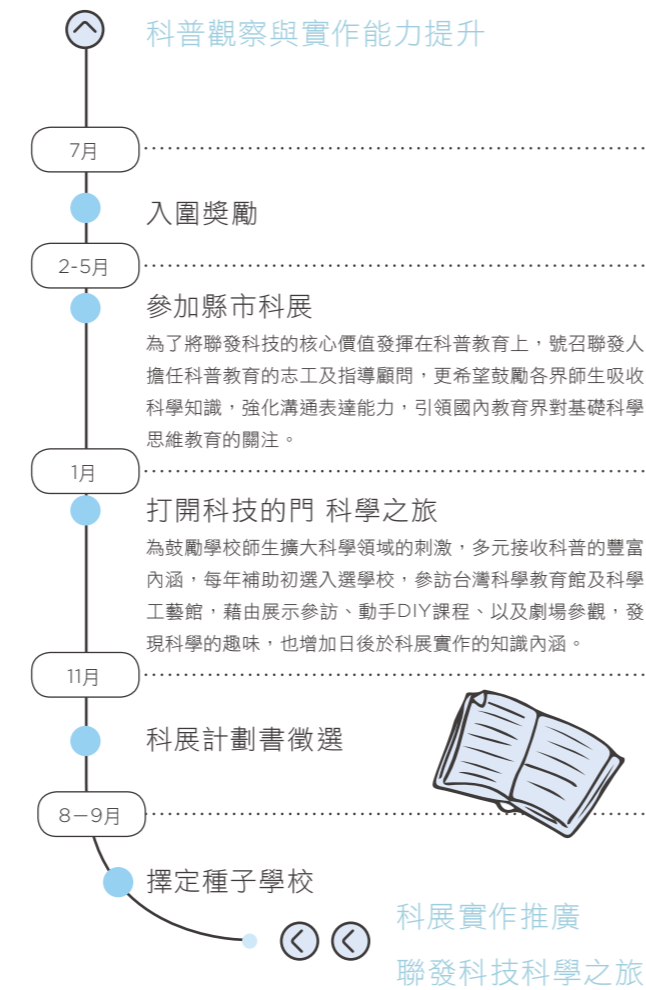 科普觀察與實作能力提升
7月
入圍獎勵
2-5月
參加縣市科展
為了將聯發科技的核心價值發揮在科普教育上，號召聯發人
擔任科普教育的志工及指導顧問，更希望鼓勵各界師生吸收
科學知識，強化溝通表達能力，引領國內教育界對基礎科學
思維教育的關注。
1月
打開科技的門 科學之旅
為鼓勵學校師生擴大科學領域的刺激，多元接收科普的豐富
內涵，每年補助初選入選學校，參訪台灣科學教育館及科學
工藝館，藉由展示參訪、動手DIY課程、以及劇場參觀，發
現科學的趣味，也增加日後於科展實作的知識內涵。
11月
科展計劃書徵選
8–9月
擇定種子學校
科展實作推廣
聯發科技科學之旅